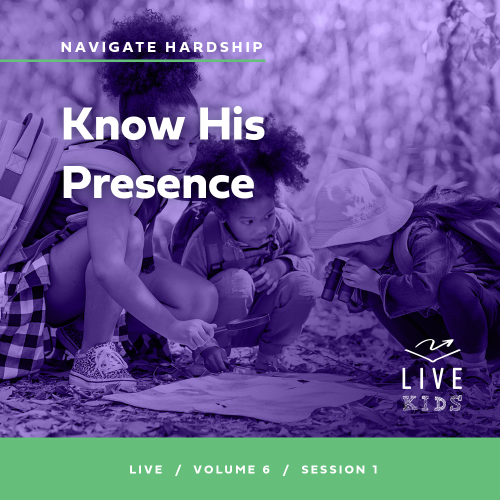 NAVIGATE HARDSHIP
Know His
Presence
LIVE
KIDS
LIVE / VOLUME 6 / SESSION 1